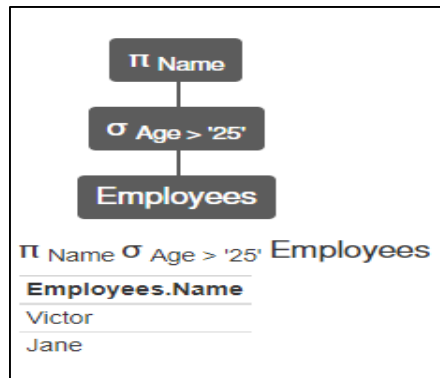 π Name
σ Age > '25'
Employees
π Name σ Age > '25' Employees
Employees.Name
Victor
Jane